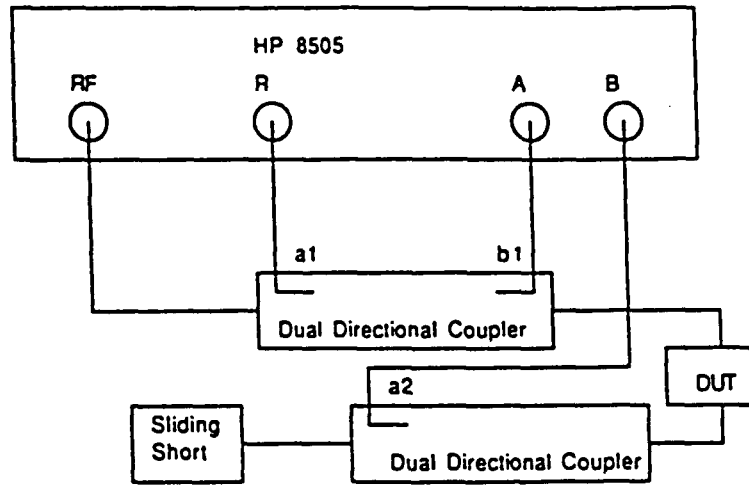 HP 8505
RF R A B
a1 b1
Dual Directional Coupler
a2
DUT
Sliding
Short
Dual Directional Coupler